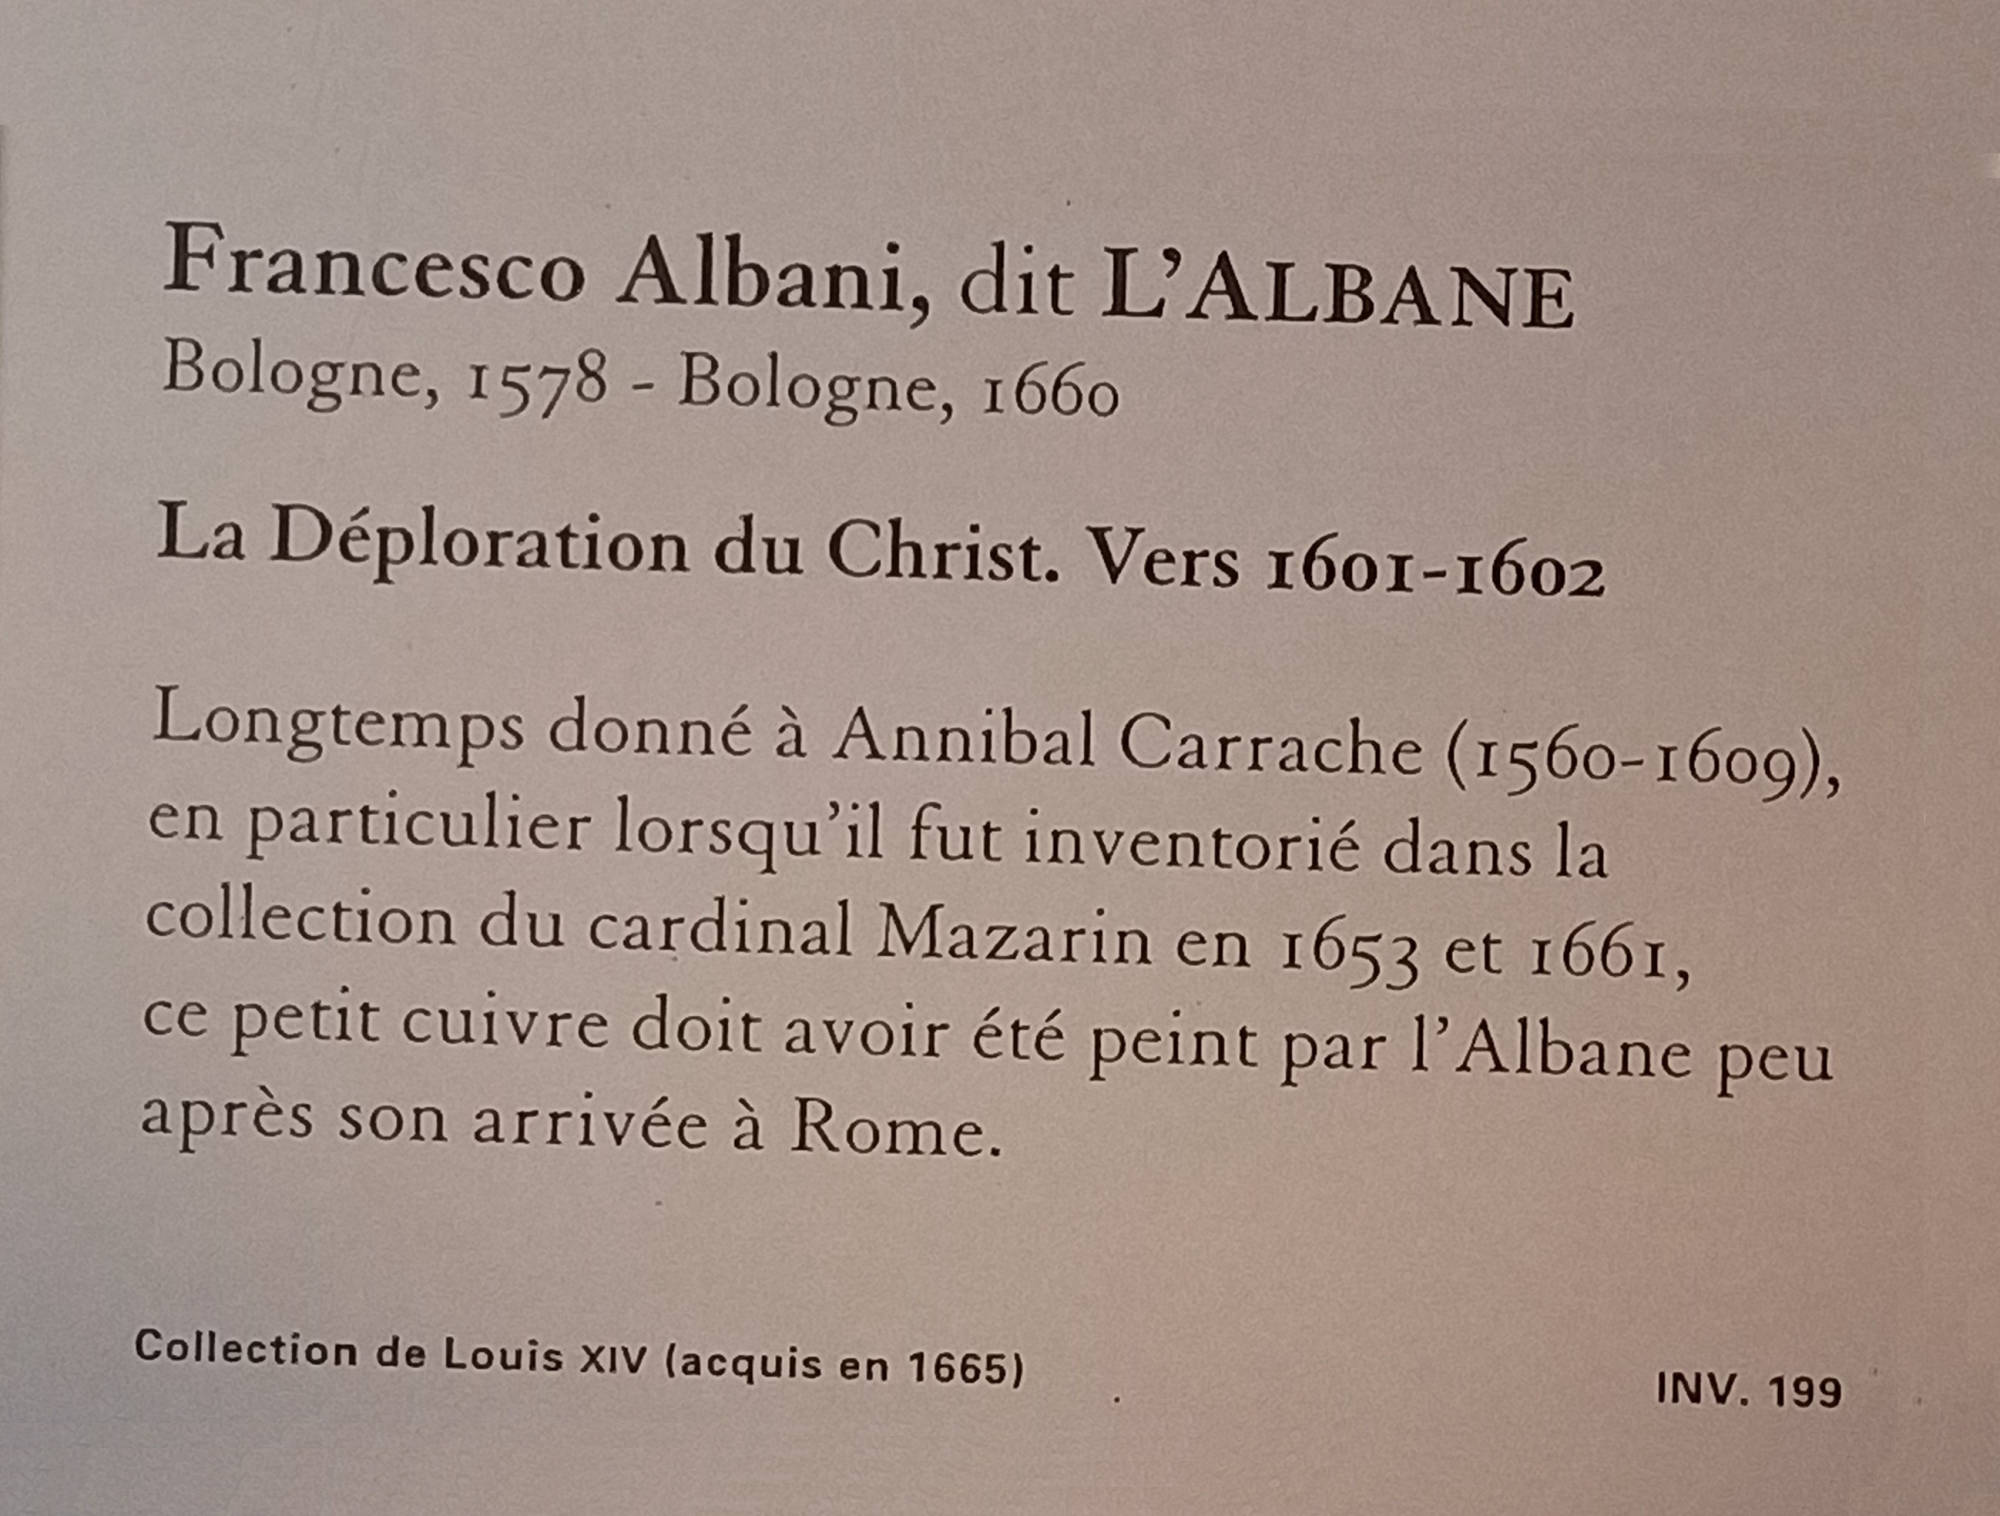 Francesco Albani, dit L'ALBANE
Bologne, 1578 - Bologne, 1660
La Déploration du Christ. Vers 1601-1602
Longtemps donné à Annibal Carrache (1560-1609),
en particulier lorsqu'il fut inventorié dans la
collection du cardinal Mazarin en 1653 et 1661,
ce petit cuivre doit avoir été peint par l'Albane peu
après son arrivée à Rome.
Collection de Louis XIV (acquis en 1665)
INV. 199